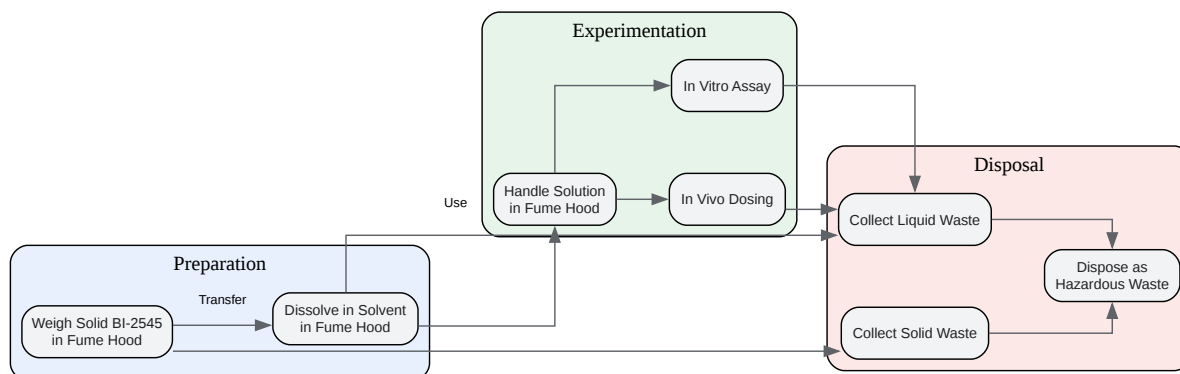 Experimentation
In Vitro Assay
Handle Solution
in Fume Hood
In Vivo Dosing
Use
Disposal
Collect Liquid Waste
Dispose as
Hazardous Waste
Collect Solid Waste
Preparation
Transfer
Weigh Solid BI-2545
in Fume Hood
Dissolve in Solvent
in Fume Hood